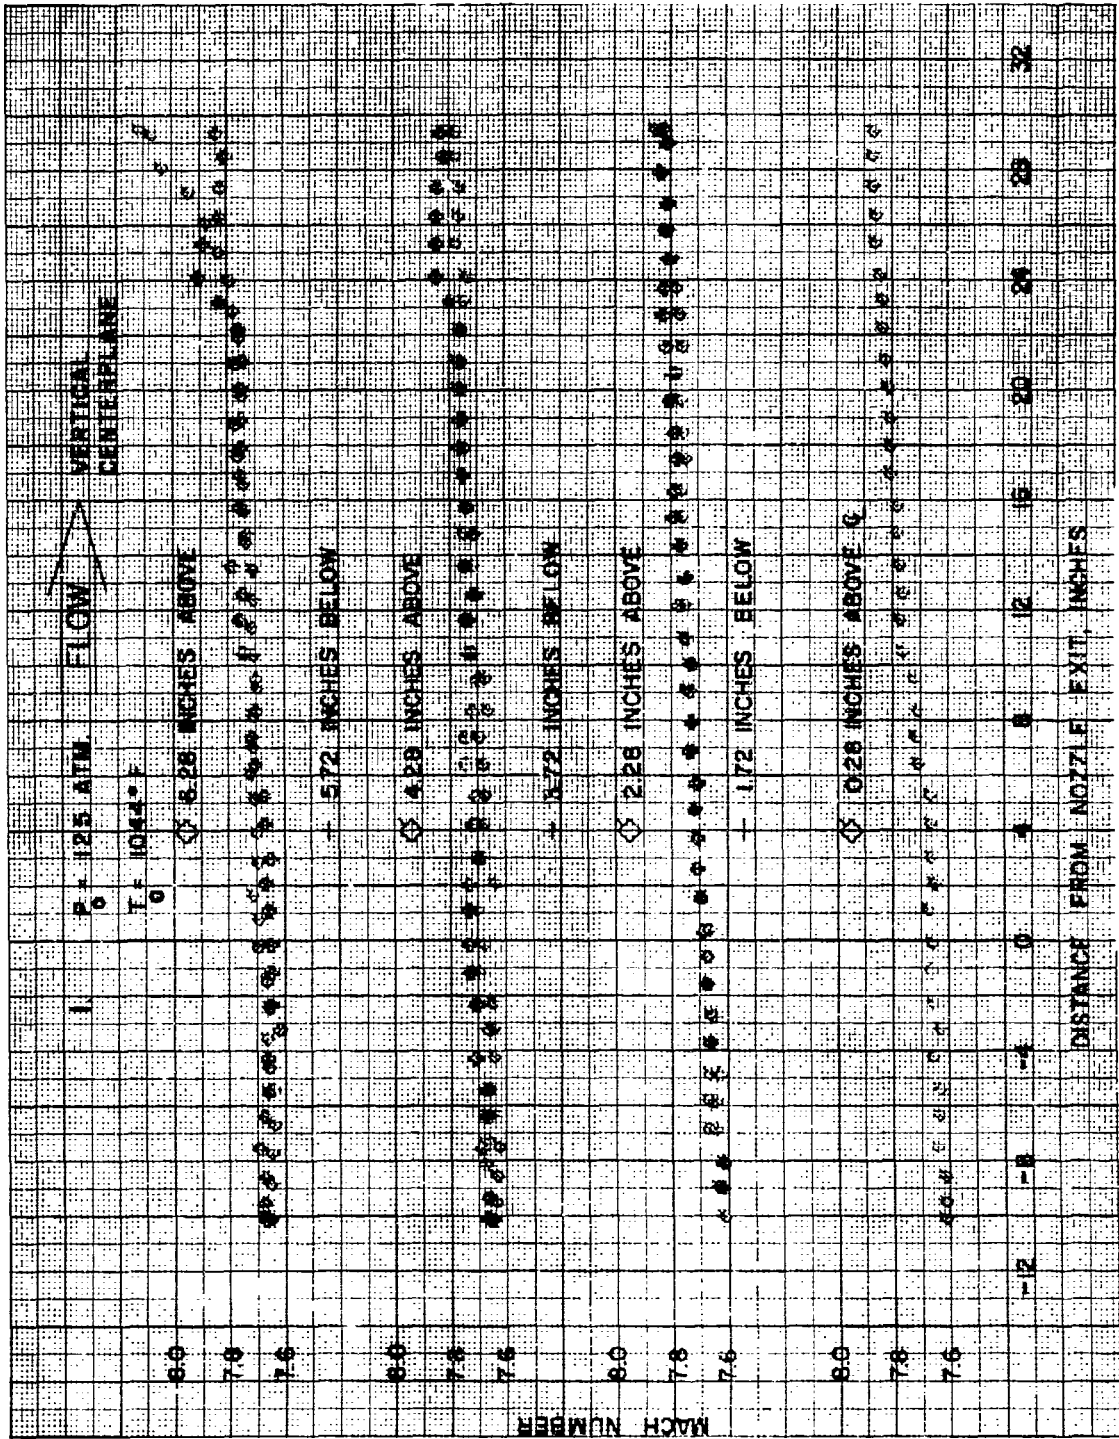 1.
P₀ = 125 ATM.
T₀ = 1044° F
FLOW
VERTICAL
CENTERPLANE
6.28 INCHES ABOVE
5.72 INCHES BELOW
4.28 INCHES ABOVE
3.72 INCHES BELOW
2.28 INCHES ABOVE
1.72 INCHES BELOW
0.28 INCHES ABOVE ℄
MACH NUMBER
8.0
7.8
7.6
8.0
7.8
7.6
8.0
7.8
7.6
8.0
7.8
7.6
-12 -8 -4 0 4 8 12 16 20 24 28 32
DISTANCE FROM NOZZLE EXIT, INCHES